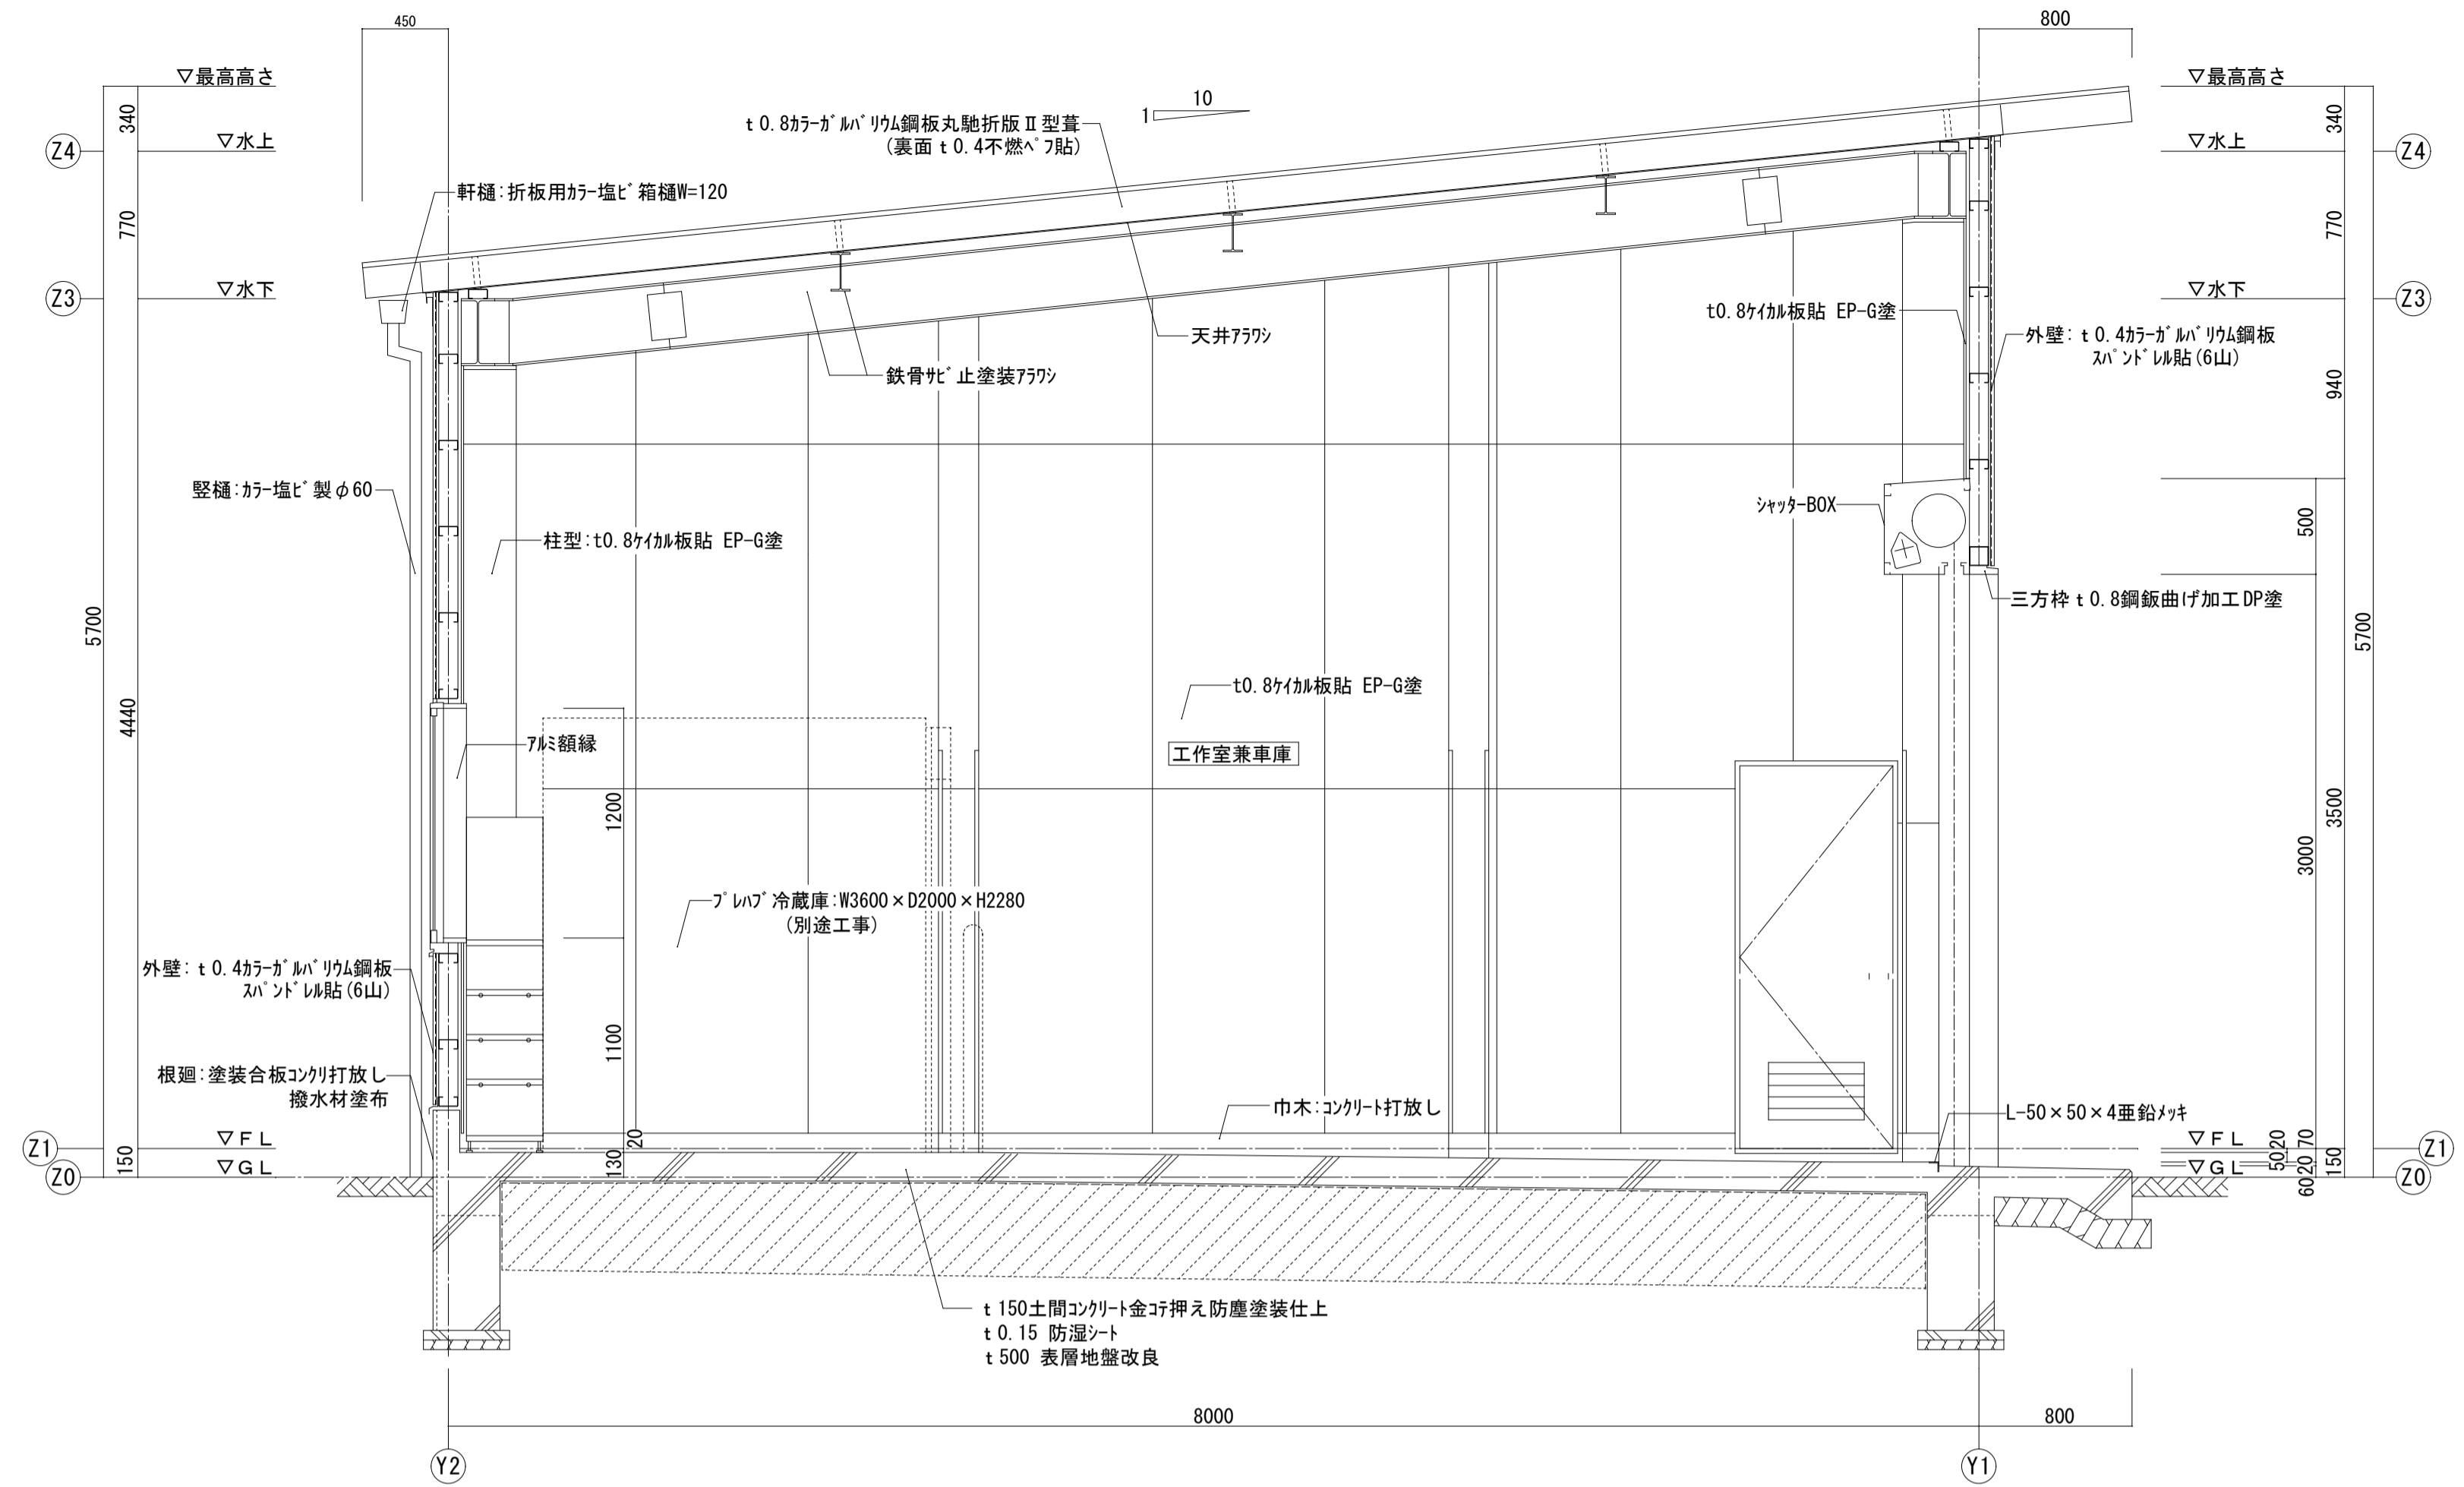 450
800
▽最高高さ
▽最高高さ
340
340
10
1
t0.8ｶﾗｰｶﾞﾙﾊﾞﾘｳﾑ鋼板丸馳折版Ⅱ型葺
(裏面t0.4不燃ﾍﾟﾌ貼)
Z4
▽水上
▽水上
Z4
軒樋:折板用ｶﾗｰ塩ﾋﾞ箱樋W=120
770
770
Z3
▽水下
▽水下
Z3
t0.8ｹｲｶﾙ板貼 EP-G塗
天井ｱﾗﾜｼ
外壁:t0.4ｶﾗｰｶﾞﾙﾊﾞﾘｳﾑ鋼板
ｽﾊﾟﾝﾄﾞﾚﾙ貼(6山)
鉄骨ｻﾋﾞ止塗装ｱﾗﾜｼ
940
竪樋:ｶﾗｰ塩ﾋﾞ製φ60
ｼｬｯﾀｰBOX
500
柱型:t0.8ｹｲｶﾙ板貼 EP-G塗
三方枠t0.8鋼鈑曲げ加工DP塗
5700
5700
t0.8ｹｲｶﾙ板貼 EP-G塗
4440
ｱﾙﾐ額縁
工作室兼車庫
1200
3500
3000
ﾌﾟﾚﾊﾌﾞ冷蔵庫:W3600×D2000×H2280
(別途工事)
外壁:t0.4ｶﾗｰｶﾞﾙﾊﾞﾘｳﾑ鋼板
ｽﾊﾟﾝﾄﾞﾚﾙ貼(6山)
1100
根廻:塗装合板ｺﾝｸﾘ打放し
撥水材塗布
巾木:ｺﾝｸﾘｰﾄ打放し
L-50×50×4亜鉛ﾒｯｷ
Z1
▽FL
20
▽FL
20
70
Z1
150
130
50
150
Z0
▽GL
▽GL
20
60
Z0
t150土間ｺﾝｸﾘｰﾄ金ｺﾃ押え防塵塗装仕上
t0.15 防湿ｼｰﾄ
t500 表層地盤改良
8000
800
Y2
Y1